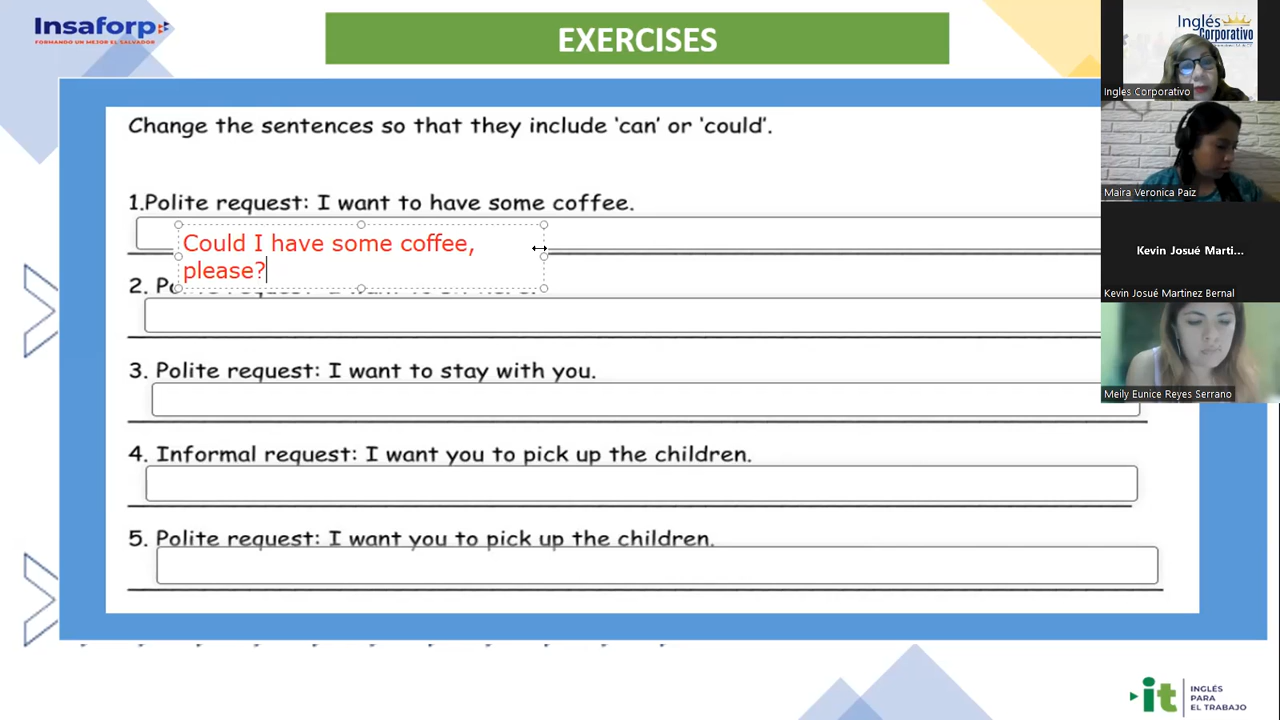 Insaforp
FORMANDO UN MEJOR EL SALVADOR
EXERCISES
Inglés
Corporativo
Ingles Corporativo
Change the sentences so that they include 'can' or 'could'.
Maira Veronica Paiz
1.Polite request: I want to have some coffee.
Could I have some coffee,
please?
Kevin Josué Marti...
Kevin Josué Martinez Bernal
2.
3. Polite request: I want to stay with you.
Meily Eunice Reyes Serrano
4. Informal request: I want you to pick up the children.
5. Polite request: I want you to pick up the children.
it
INGLÉS
PARA
EL TRABAJO